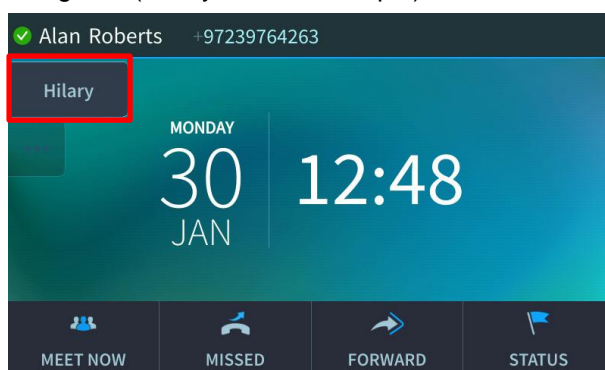 Alan Roberts +97239764263
Hilary
MONDAY
30
JAN
12:48
MEET NOW
MISSED
FORWARD
STATUS